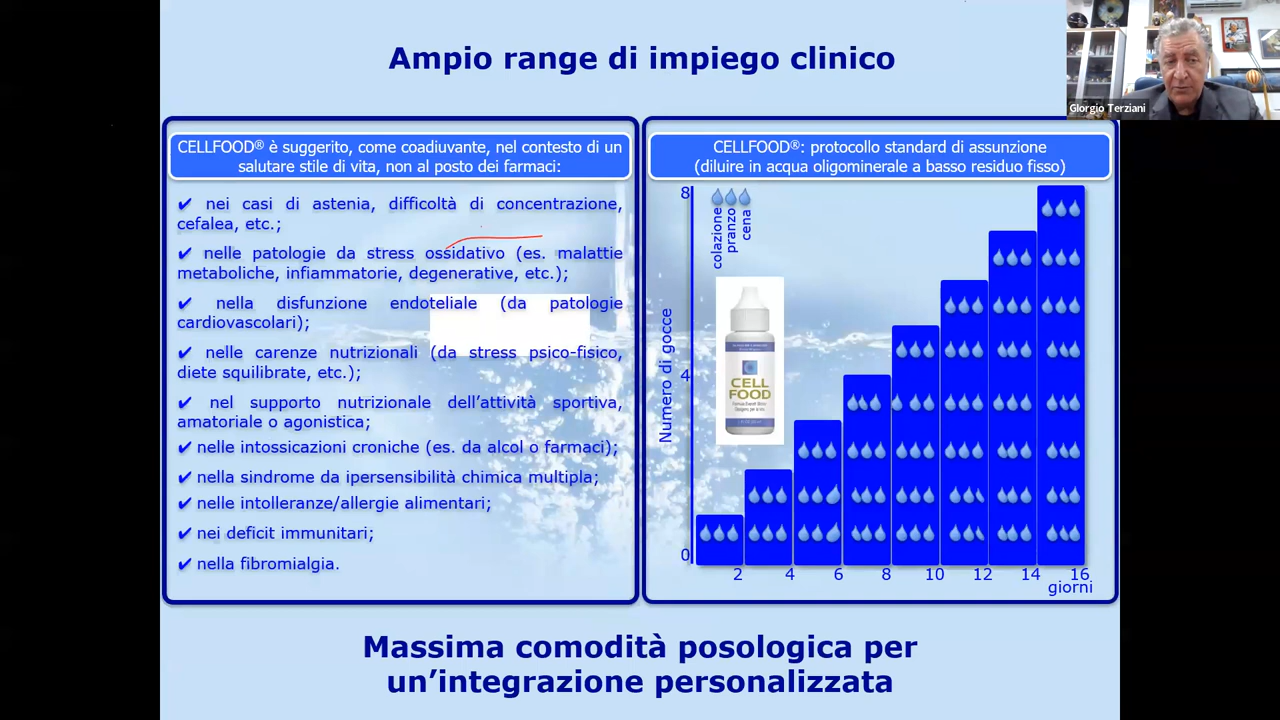 Ampio range di impiego clinico
GIorgio Terziani
CELLFOOD® è suggerito, come coadiuvante, nel contesto di un
salutare stile di vita, non al posto dei farmaci:
✔ nei casi di astenia, difficoltà di concentrazione,
cefalea, etc.;
✔ nelle patologie da stress ossidativo (es. malattie
metaboliche, infiammatorie, degenerative, etc.);
✔ nella disfunzione endoteliale (da patologie
cardiovascolari);
✔ nelle carenze nutrizionali (da stress psico-fisico,
diete squilibrate, etc.);
✔ nel supporto nutrizionale dell’attività sportiva,
amatoriale o agonistica;
✔ nelle intossicazioni croniche (es. da alcol o farmaci);
✔ nella sindrome da ipersensibilità chimica multipla;
✔ nelle intolleranze/allergie alimentari;
✔ nei deficit immunitari;
✔ nella fibromialgia.
CELLFOOD®: protocollo standard di assunzione
(diluire in acqua oligominerale a basso residuo fisso)
8
4
0
Numero di gocce
colazione
pranzo
cena
CELL
FOOD
2 4 6 8 10 12 14 16
giorni
Massima comodità posologica per
un’integrazione personalizzata